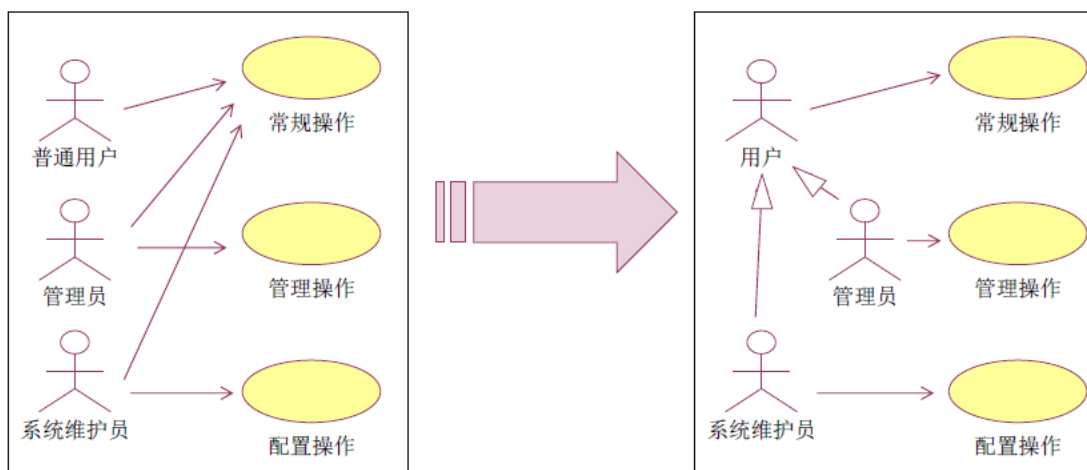 常规操作
普通用户
管理操作
管理员
系统维护员
配置操作
常规操作
用户
管理员
管理操作
系统维护员
配置操作